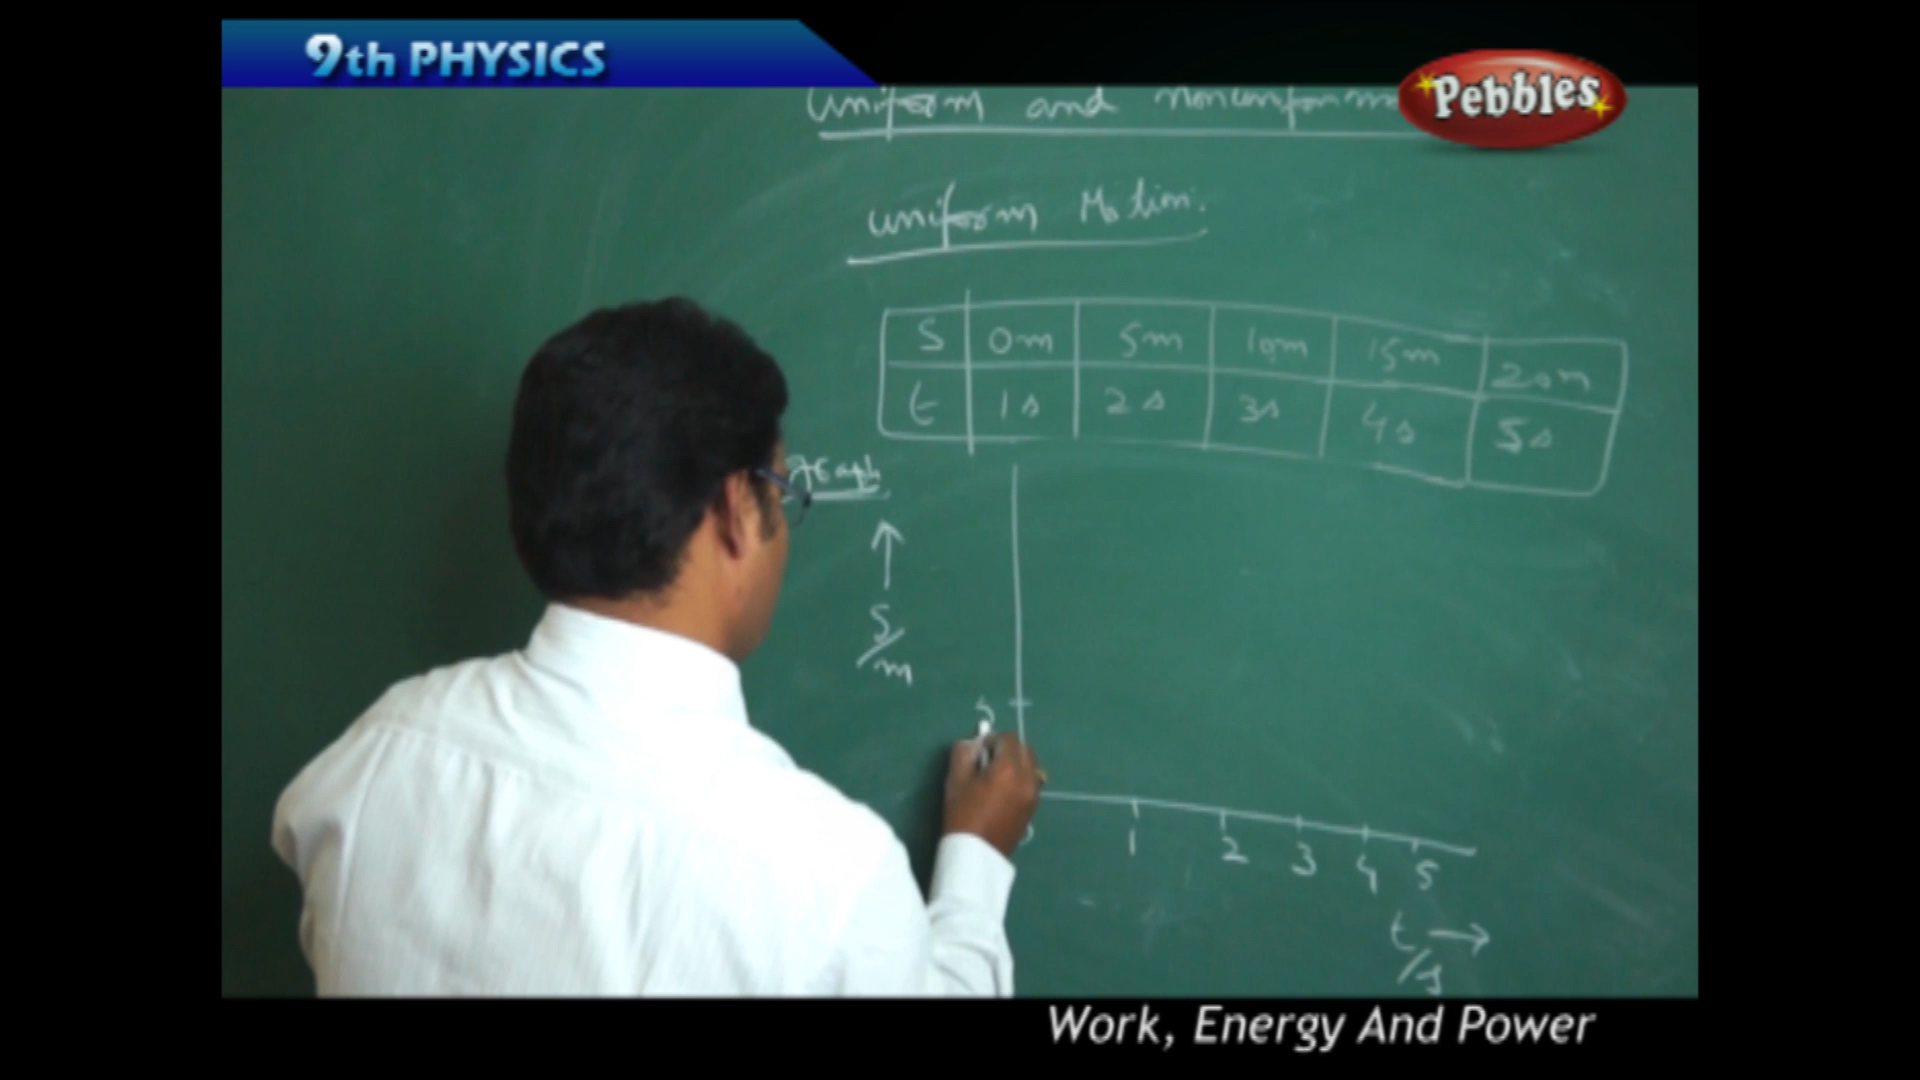 9th PHYSICS
Pebbles
uniform and nonuniform
uniform Motion.
S 0m 5m 10m 15m 20m
t 1s 2s 3s 4s 5s
graph
S/m
5
1 2 3 4 5
t/s
Work, Energy And Power